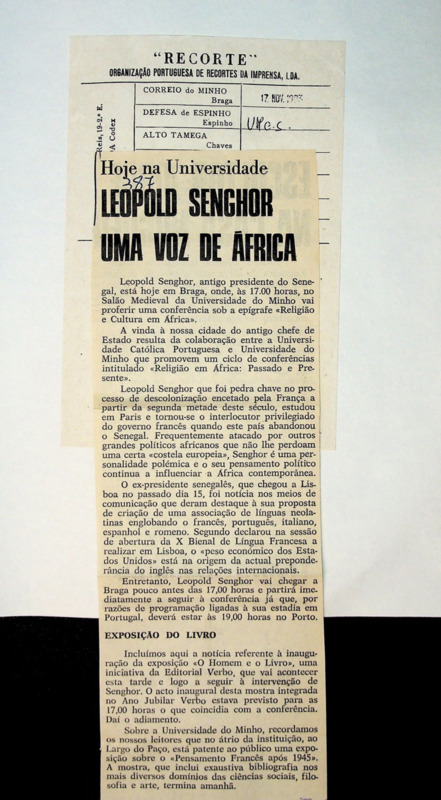 "RECORTE"
ORGANIZAÇÃO PORTUGUESA DE RECORTES DA IMPRENSA, LDA.
CORREIO do MINHO
Braga
17. NOV.
DEFESA de ESPINHO
Espinho
ALTO TAMEGA
Chaves
Reis, 19-2.º E.
A Codex
Hoje na Universidade
387
LEOPOLD SENGHOR
UMA VOZ DE ÁFRICA
Leopold Senghor, antigo presidente do Sene-
gal, está hoje em Braga, onde, às 17.00 horas, no
Salão Medieval da Universidade do Minho vai
proferir uma conferência sob a epígrafe «Religião
e Cultura em África».
A vinda à nossa cidade do antigo chefe de
Estado resulta da colaboração entre a Universi-
dade Católica Portuguesa e Universidade do
Minho que promovem um ciclo de conferências
intitulado «Religião em África: Passado e Pre-
sente».
Leopold Senghor que foi pedra chave no pro-
cesso de descolonização encetado pela França a
partir da segunda metade deste século, estudou
em Paris e tornou-se o interlocutor privilegiado
do governo francês quando este país abandonou
o Senegal. Frequentemente atacado por outros
grandes políticos africanos que não lhe perdoam
uma certa «costela europeia», Senghor é uma per-
sonalidade polémica e o seu pensamento político
continua a influenciar a África contemporânea.
O ex-presidente senegalês, que chegou a Lis-
boa no passado dia 15, foi notícia nos meios de
comunicação que deram destaque à sua proposta
de criação de uma associação de línguas neola-
tinas englobando o francês, português, italiano,
espanhol e romeno. Segundo declarou na sessão
de abertura da X Bienal de Língua Francesa a
realizar em Lisboa, o «peso económico dos Esta-
dos Unidos» está na origem da actual preponde-
rância do inglês nas relações internacionais.
Entretanto, Leopold Senghor vai chegar a
Braga pouco antes das 17,00 horas e partirá ime-
diatamente a seguir à conferência já que, por
razões de programação ligadas à sua estadia em
Portugal, deverá estar às 19,00 horas no Porto.
EXPOSIÇÃO DO LIVRO
Incluímos aqui a notícia referente à inaugu-
ração da exposição «O Homem e o Livro», uma
iniciativa da Editorial Verbo, que vai acontecer
esta tarde e logo a seguir à intervenção de
Senghor. O acto inaugural desta mostra integrada
no Ano Jubilar Verbo estava previsto para as
17,00 horas o que coincidia com a conferência.
Daí o adiamento.
Sobre a Universidade do Minho, recordamos
os nossos leitores que no átrio da instituição, ao
Largo do Paço, está patente ao público uma expo-
sição sobre o «Pensamento Francês após 1945».
A mostra, que inclui exaustiva bibliografia nos
mais diversos domínios das ciências sociais, filo-
sofia e arte, termina amanhã.